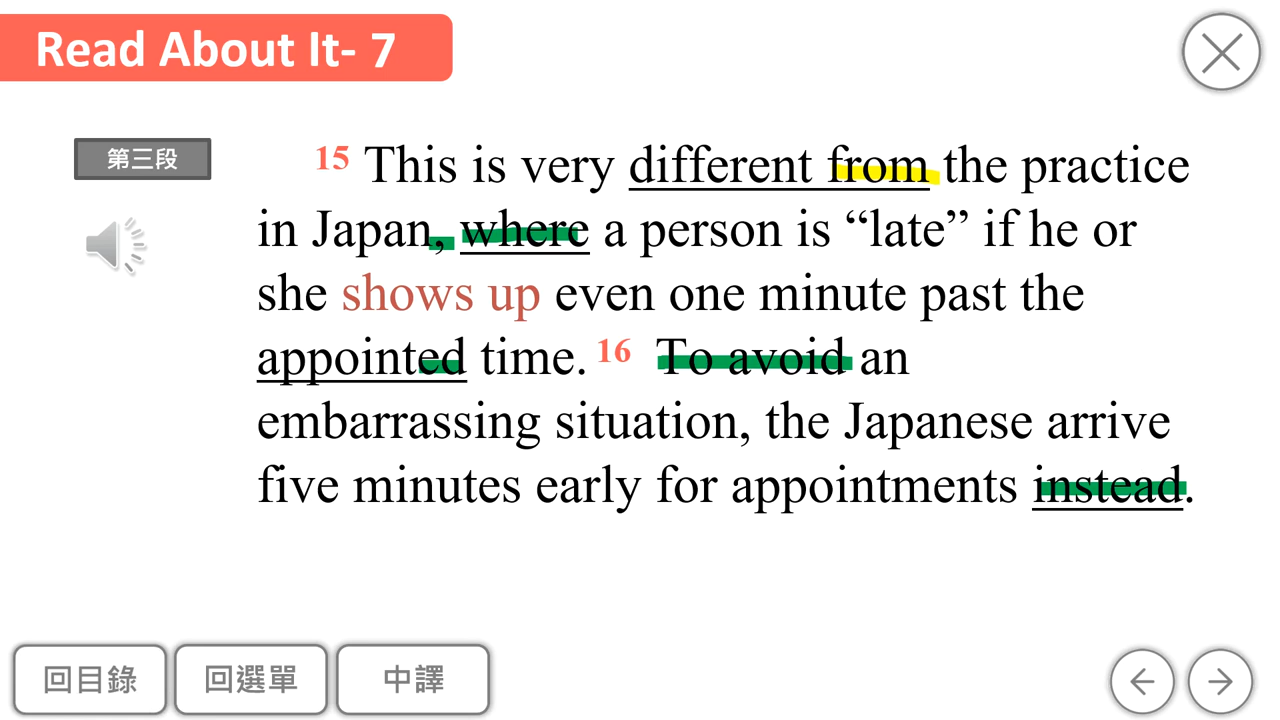 Read About It- 7
第三段
15 This is very different from the practice
in Japan, where a person is “late” if he or
she shows up even one minute past the
appointed time. 16 To avoid an
embarrassing situation, the Japanese arrive
five minutes early for appointments instead.
回目錄 回選單 中譯